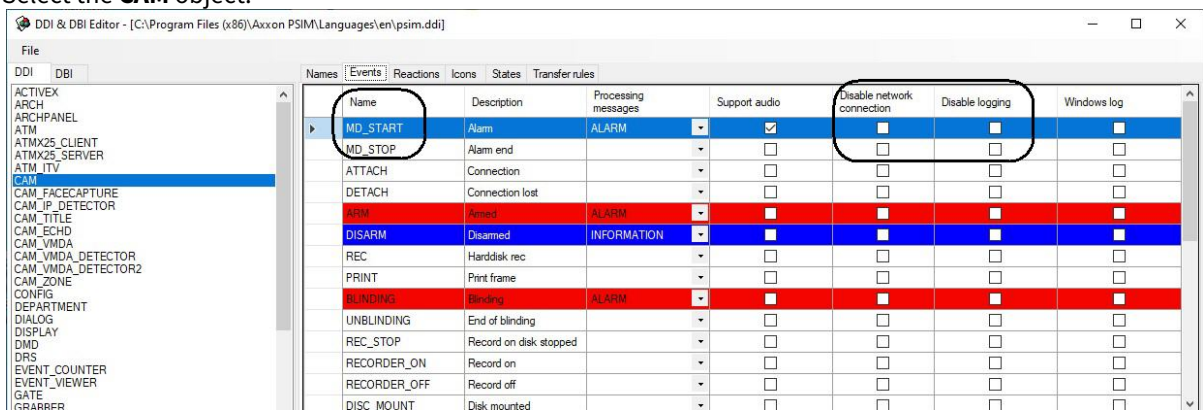 Select the CAM object.
DDI & DBI Editor - [C:\Program Files (x86)\Axxon PSIM\Languages\en\psim.ddi]
File
DDI DBI
Names Events Reactions Icons States Transfer rules
ACTIVEX
ARCH
ARCHPANEL
ATM
ATMX25_CLIENT
ATMX25_SERVER
ATM_ITV
CAM
CAM_FACECAPTURE
CAM_IP_DETECTOR
CAM_TITLE
CAM_ECHD
CAM_VMDA
CAM_VMDA_DETECTOR
CAM_VMDA_DETECTOR2
CAM_ZONE
CONFIG
DEPARTMENT
DIALOG
DISPLAY
DMD
DRS
EVENT_COUNTER
EVENT_VIEWER
GATE
GRABBER
Name Description Processing messages Support audio Disable network connection Disable logging Windows log
MD_START Alarm ALARM
MD_STOP Alarm end
ATTACH Connection
DETACH Connection lost
ARM Armed ALARM
DISARM Disarmed INFORMATION
REC Harddisk rec
PRINT Print frame
BLINDING Blinding ALARM
UNBLINDING End of blinding
REC_STOP Record on disk stopped
RECORDER_ON Record on
RECORDER_OFF Record off
DISC_MOUNT Disk mounted